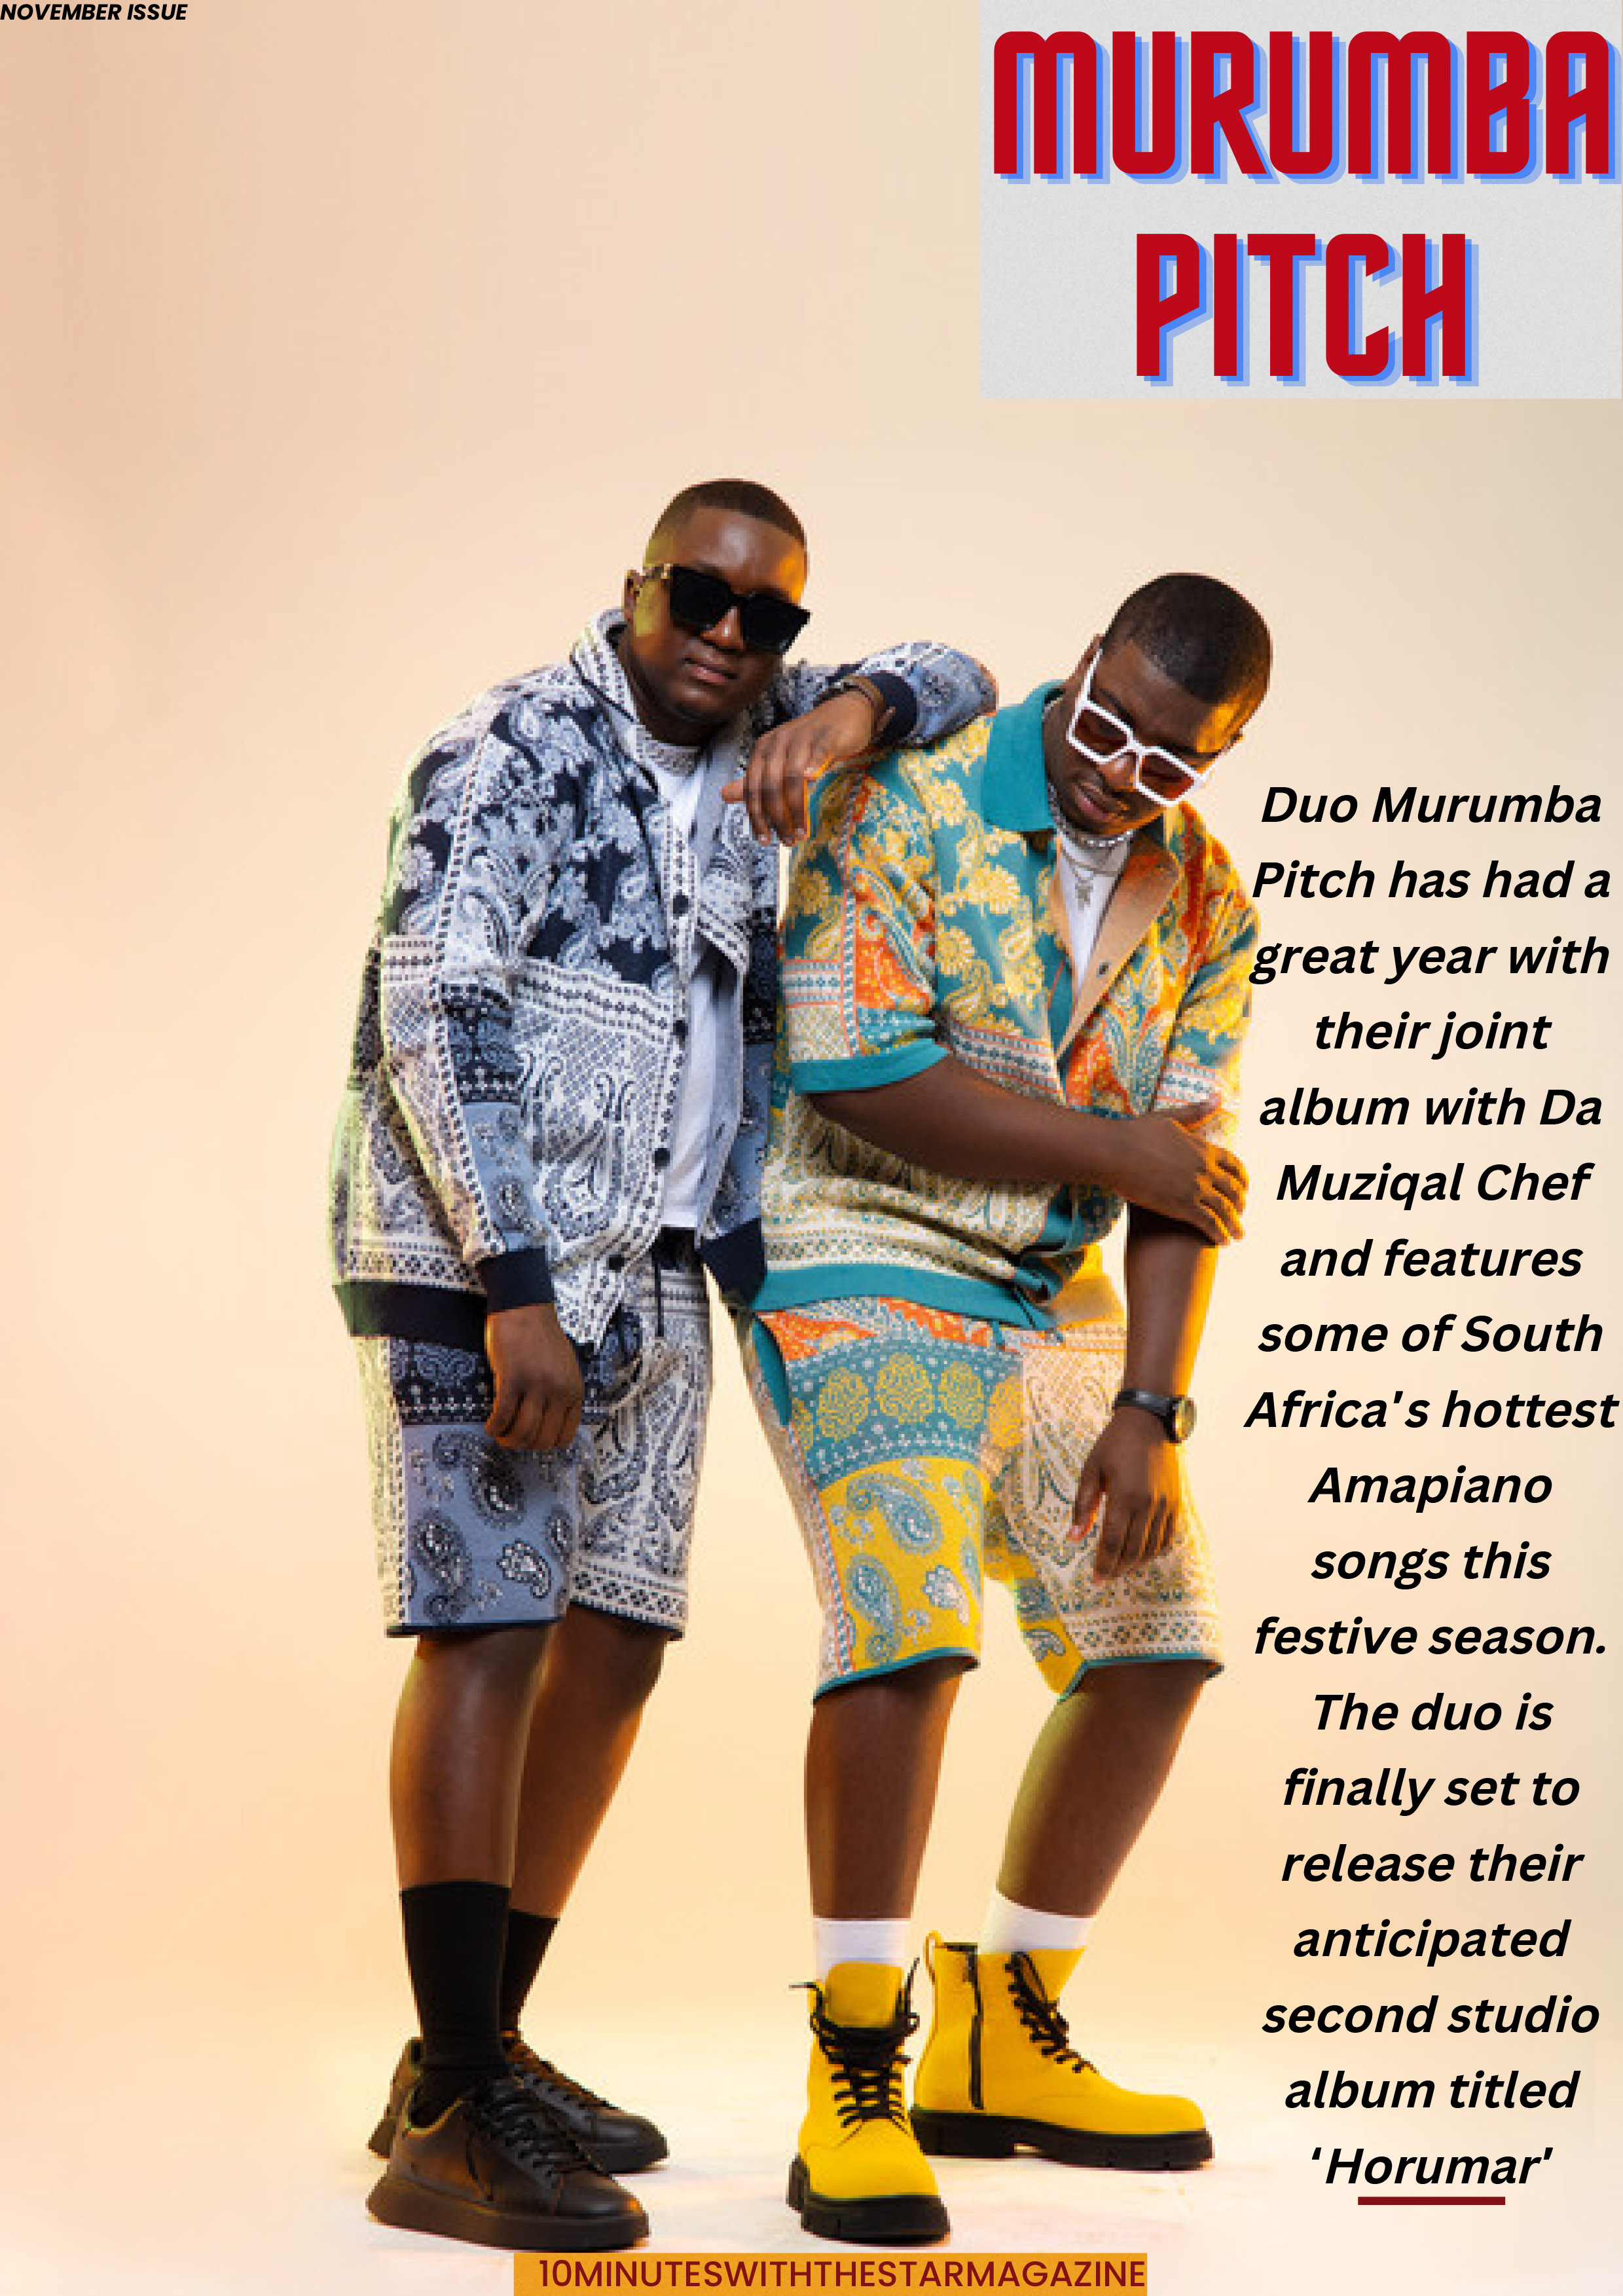 NOVEMBER ISSUE
MURUMBA
PITCH
Duo Murumba
Pitch has had a
great year with
their joint
album with Da
Muziqal Chef
and features
some of South
Africa's hottest
Amapiano
songs this
festive season.
The duo is
finally set to
release their
anticipated
second studio
album titled
‘Horumar’
10MINUTESWITHTHESTARMAGAZINE